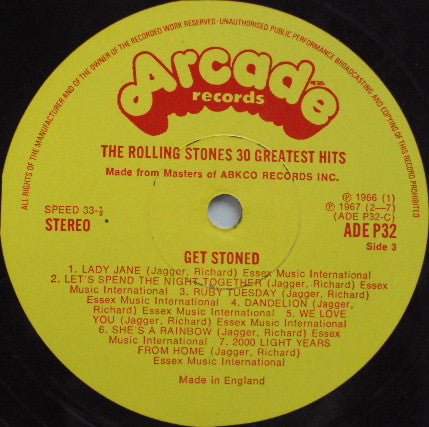 ALL RIGHTS OF THE MANUFACTURER AND OF THE OWNER OF THE RECORDED WORK RESERVED-UNAUTHORISED PUBLIC PERFORMANCE BROADCASTING AND COPYING OF THIS RECORD PROHIBITED
Arcade
records
THE ROLLING STONES 30 GREATEST HITS
Made from Masters of ABKCO RECORDS INC.
SPEED 33-1/3
STEREO
℗ 1966 (1)
℗ 1967 (2-7)
(ADE P32-C)
ADE P32
Side 3
GET STONED
1. LADY JANE (Jagger, Richard) Essex Music International
2. LET'S SPEND THE NIGHT TOGETHER (Jagger, Richard) Essex
Music International 3. RUBY TUESDAY (Jagger, Richard)
Essex Music International 4. DANDELION (Jagger,
Richard) Essex Music International 5. WE LOVE
YOU (Jagger, Richard) Essex Music International
6. SHE'S A RAINBOW (Jagger, Richard) Essex
Music International 7. 2000 LIGHT YEARS
FROM HOME (Jagger, Richard)
Essex Music International
Made in England